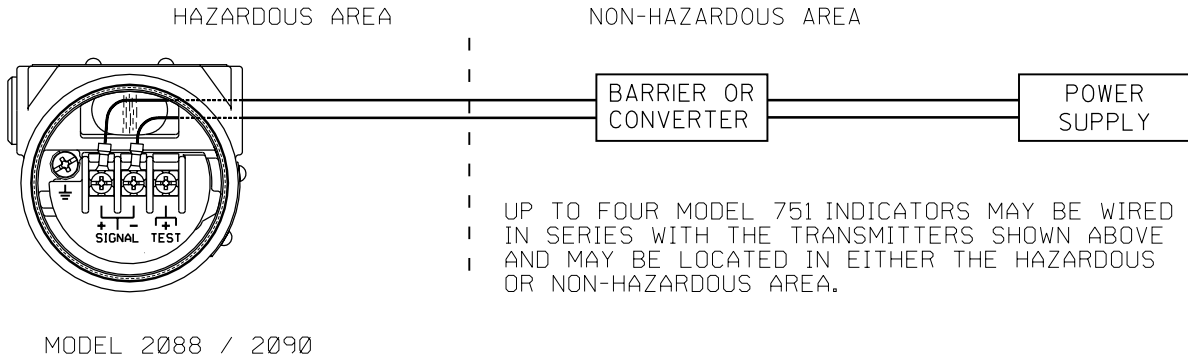 HAZARDOUS AREA
NON-HAZARDOUS AREA
BARRIER OR
CONVERTER
POWER
SUPPLY
+ -
+
SIGNAL TEST
UP TO FOUR MODEL 751 INDICATORS MAY BE WIRED
IN SERIES WITH THE TRANSMITTERS SHOWN ABOVE
AND MAY BE LOCATED IN EITHER THE HAZARDOUS
OR NON-HAZARDOUS AREA.
MODEL 2088 / 2090